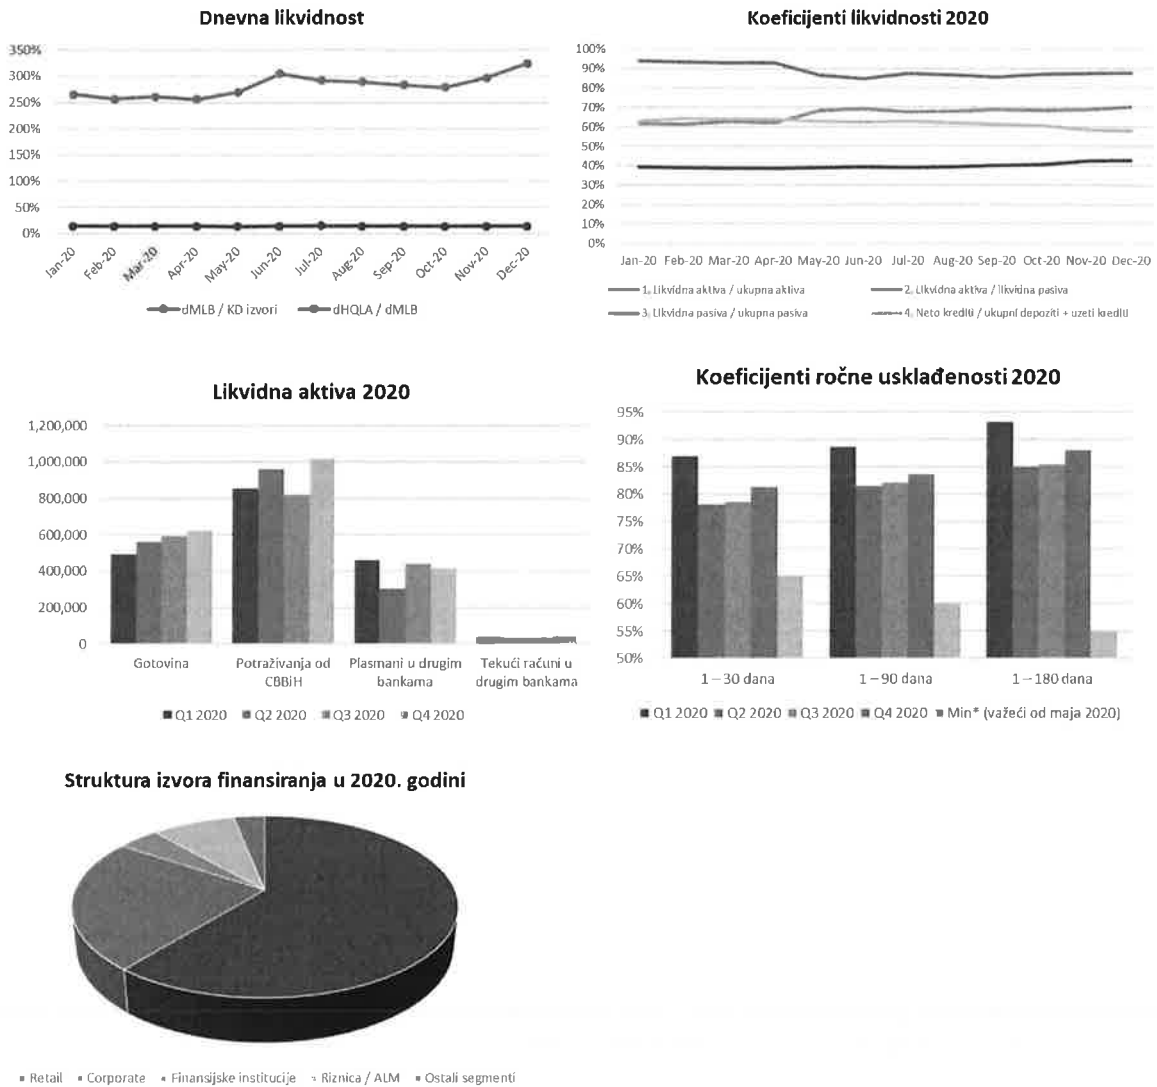 Dnevna likvidnost
350%
300%
250%
200%
150%
100%
50%
0%
Jan-20 Feb-20 Mar-20 Apr-20 May-20 Jun-20 Jul-20 Aug-20 Sep-20 Oct-20 Nov-20 Dec-20
dMLB / KD izvori dHQLA / dMLB
Koeficijenti likvidnosti 2020
100%
90%
80%
70%
60%
50%
40%
30%
20%
10%
0%
Jan-20 Feb-20 Mar-20 Apr-20 May-20 Jun-20 Jul-20 Aug-20 Sep-20 Oct-20 Nov-20 Dec-20
1. Likvidna aktiva / ukupna aktiva 2. Likvidna aktiva / likvidna pasiva
3. Likvidna pasiva / ukupna pasiva 4. Neto krediti / ukupni depoziti + uzeti krediti
Likvidna aktiva 2020
1,200,000
1,000,000
800,000
600,000
400,000
200,000
0
Gotovina Potraživanja od CBBiH Plasmani u drugim bankama Tekući računi u drugim bankama
Q1 2020 Q2 2020 Q3 2020 Q4 2020
Koeficijenti ročne usklađenosti 2020
95%
90%
85%
80%
75%
70%
65%
60%
55%
50%
1 – 30 dana 1 – 90 dana 1 – 180 dana
Q1 2020 Q2 2020 Q3 2020 Q4 2020 Min* (važeći od maja 2020)
Struktura izvora finansiranja u 2020. godini
Retail Corporate Finansijske institucije Riznica / ALM Ostali segmenti